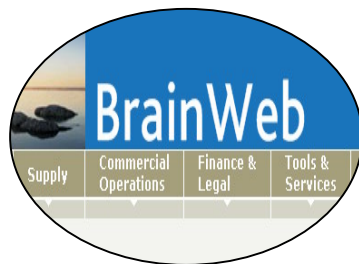 BrainWeb
Supply
Commercial
Operations
Finance &
Legal
Tools &
Services